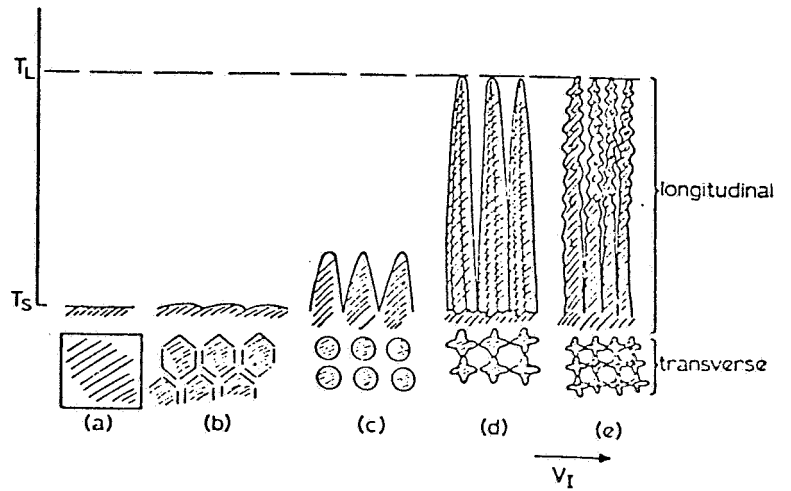 T_L
longitudinal
T_S
transverse
(a)
(b)
(c)
(d)
(e)
V_I